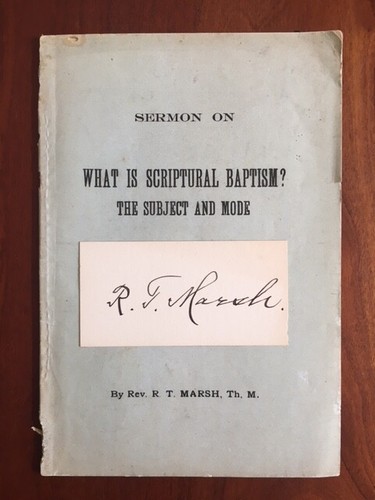 SERMON ON
WHAT IS SCRIPTURAL BAPTISM?
THE SUBJECT AND MODE
R. T. Marsh.
By Rev. R. T. MARSH, Th. M.